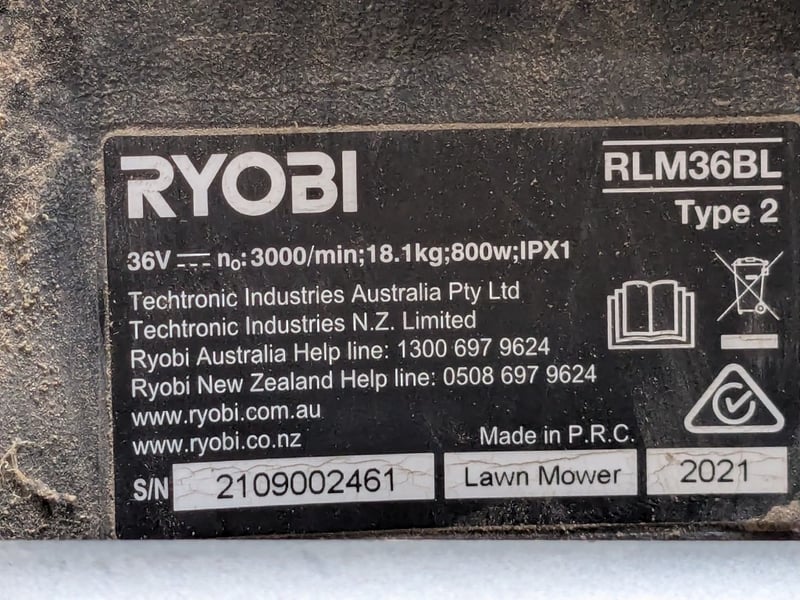 RYOBI
RLM36BL
Type 2
36V ⎓ nₒ: 3000/min;18.1kg;800w;IPX1
Techtronic Industries Australia Pty Ltd
Techtronic Industries N.Z. Limited
Ryobi Australia Help line: 1300 697 9624
Ryobi New Zealand Help line: 0508 697 9624
www.ryobi.com.au
www.ryobi.co.nz
Made in P.R.C.
S/N 2109002461 Lawn Mower 2021